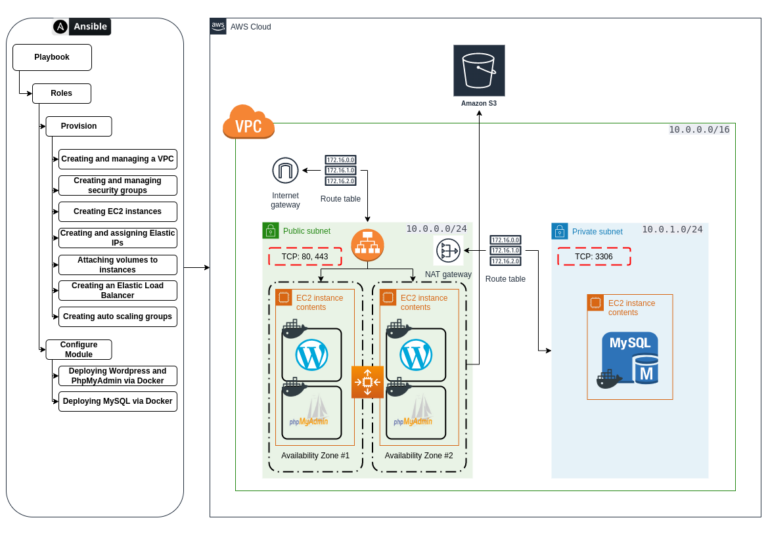 Ansible
Playbook
Roles
Provision
Creating and managing a VPC
Creating and managing
security groups
Creating EC2 instances
Creating and assigning Elastic
IPs
Attaching volumes to
instances
Creating an Elastic Load
Balancer
Creating auto scaling groups
Configure
Module
Deploying Wordpress and
PhpMyAdmin via Docker
Deploying MySQL via Docker
aws
AWS Cloud
Amazon S3
VPC
10.0.0.0/16
Internet
gateway
172.16.0.0
172.16.1.0
172.16.2.0
Route table
Public subnet
10.0.0.0/24
TCP: 80, 443
NAT gateway
172.16.0.0
172.16.1.0
172.16.2.0
Route table
EC2 instance
contents
phpMyAdmin
Availability Zone #1
EC2 instance
contents
phpMyAdmin
Availability Zone #2
Private subnet
10.0.1.0/24
TCP: 3306
EC2 instance
contents
MySQL
M